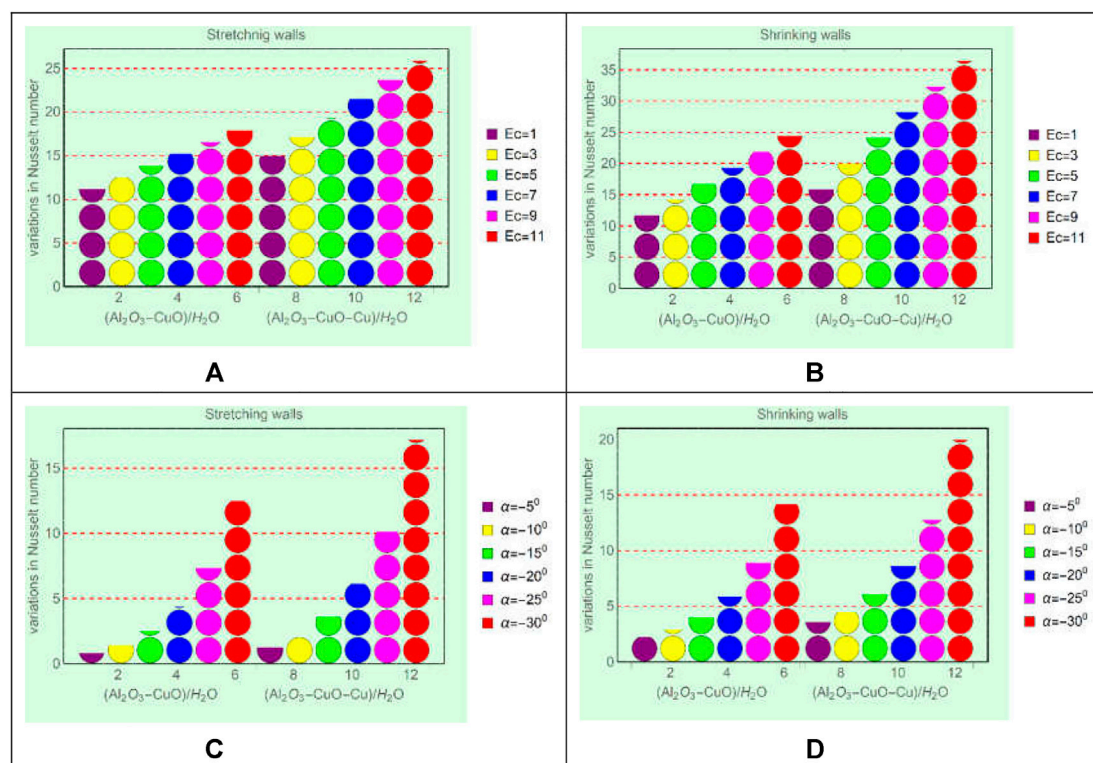 Stretchnig walls
variations in Nusselt number
25
20
15
10
5
0
2 4 6 8 10 12
(Al₂O₃−CuO)/H₂O (Al₂O₃−CuO−Cu)/H₂O
Ec=1
Ec=3
Ec=5
Ec=7
Ec=9
Ec=11
A
Shrinking walls
variations in Nusselt number
35
30
25
20
15
10
5
0
2 4 6 8 10 12
(Al₂O₃−CuO)/H₂O (Al₂O₃−CuO−Cu)/H₂O
Ec=1
Ec=3
Ec=5
Ec=7
Ec=9
Ec=11
B
Stretching walls
variations in Nusselt number
15
10
5
0
2 4 6 8 10 12
(Al₂O₃−CuO)/H₂O (Al₂O₃−CuO−Cu)/H₂O
α=−5⁰
α=−10⁰
α=−15⁰
α=−20⁰
α=−25⁰
α=−30⁰
C
Shrinking walls
variations in Nusselt number
20
15
10
5
0
2 4 6 8 10 12
(Al₂O₃−CuO)/H₂O (Al₂O₃−CuO−Cu)/H₂O
α=−5⁰
α=−10⁰
α=−15⁰
α=−20⁰
α=−25⁰
α=−30⁰
D